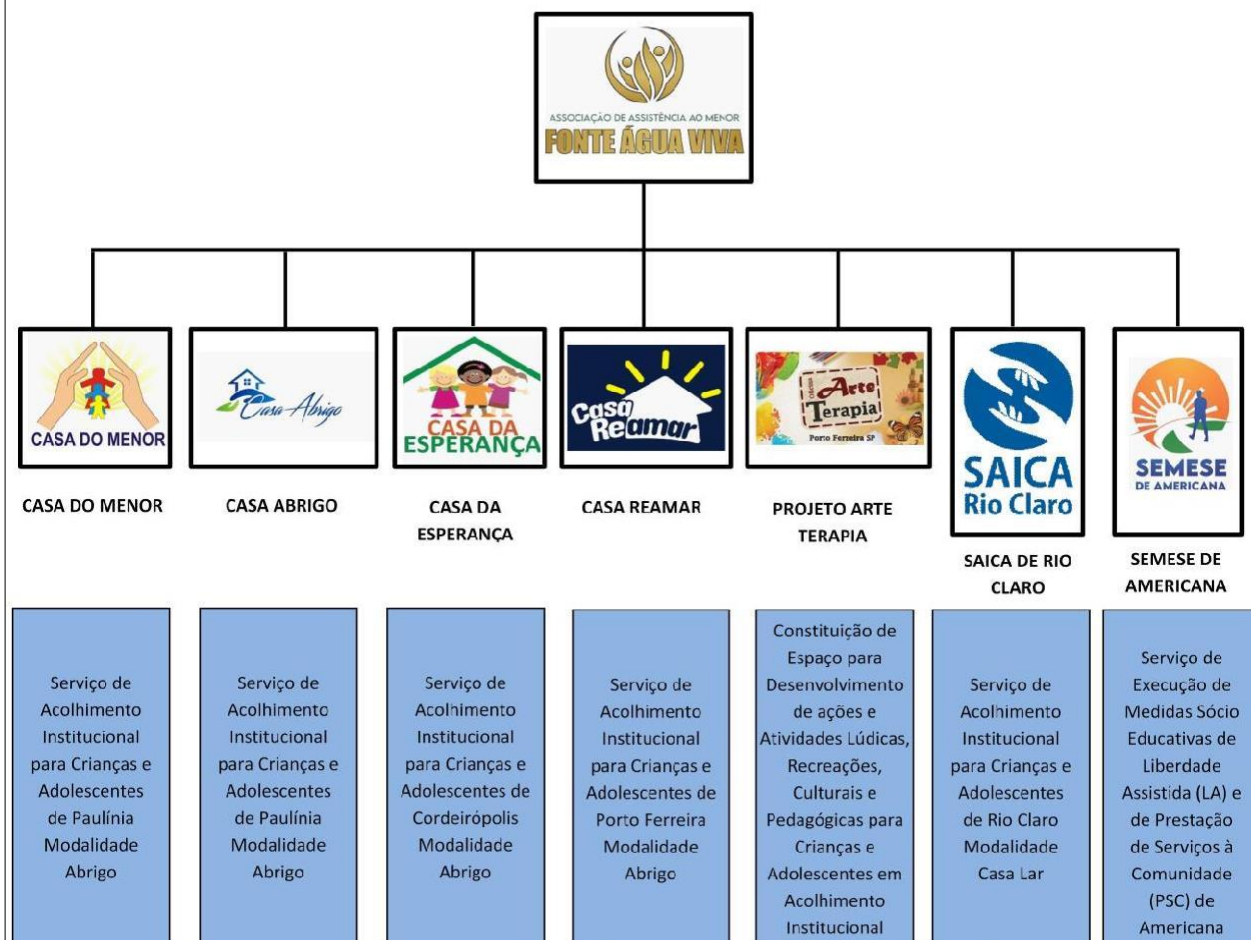 ASSOCIAÇÃO DE ASSISTÊNCIA AO MENOR
FONTE ÁGUA VIVA
CASA DO MENOR
CASA DO MENOR
Casa Abrigo
CASA ABRIGO
CASA DA
ESPERANÇA
CASA DA
ESPERANÇA
Casa
Reamar
CASA REAMAR
Oficina
Arte
Terapia
Porto Ferreira SP
PROJETO ARTE
TERAPIA
SAICA
Rio Claro
SAICA DE RIO
CLARO
SEMESE
DE AMERICANA
SEMESE DE
AMERICANA
Serviço de
Acolhimento
Institucional
para Crianças e
Adolescentes
de Paulínia
Modalidade
Abrigo
Serviço de
Acolhimento
Institucional
para Crianças e
Adolescentes
de Paulínia
Modalidade
Abrigo
Serviço de
Acolhimento
Institucional
para Crianças e
Adolescentes de
Cordeirópolis
Modalidade
Abrigo
Serviço de
Acolhimento
Institucional
para Crianças e
Adolescentes de
Porto Ferreira
Modalidade
Abrigo
Constituição de
Espaço para
Desenvolvimento
de ações e
Atividades Lúdicas,
Recreações,
Culturais e
Pedagógicas para
Crianças e
Adolescentes em
Acolhimento
Institucional
Serviço de
Acolhimento
Institucional
para Crianças e
Adolescentes
de Rio Claro
Modalidade
Casa Lar
Serviço de
Execução de
Medidas Sócio
Educativas de
Liberdade
Assistida (LA) e
de Prestação
de Serviços à
Comunidade
(PSC) de
Americana